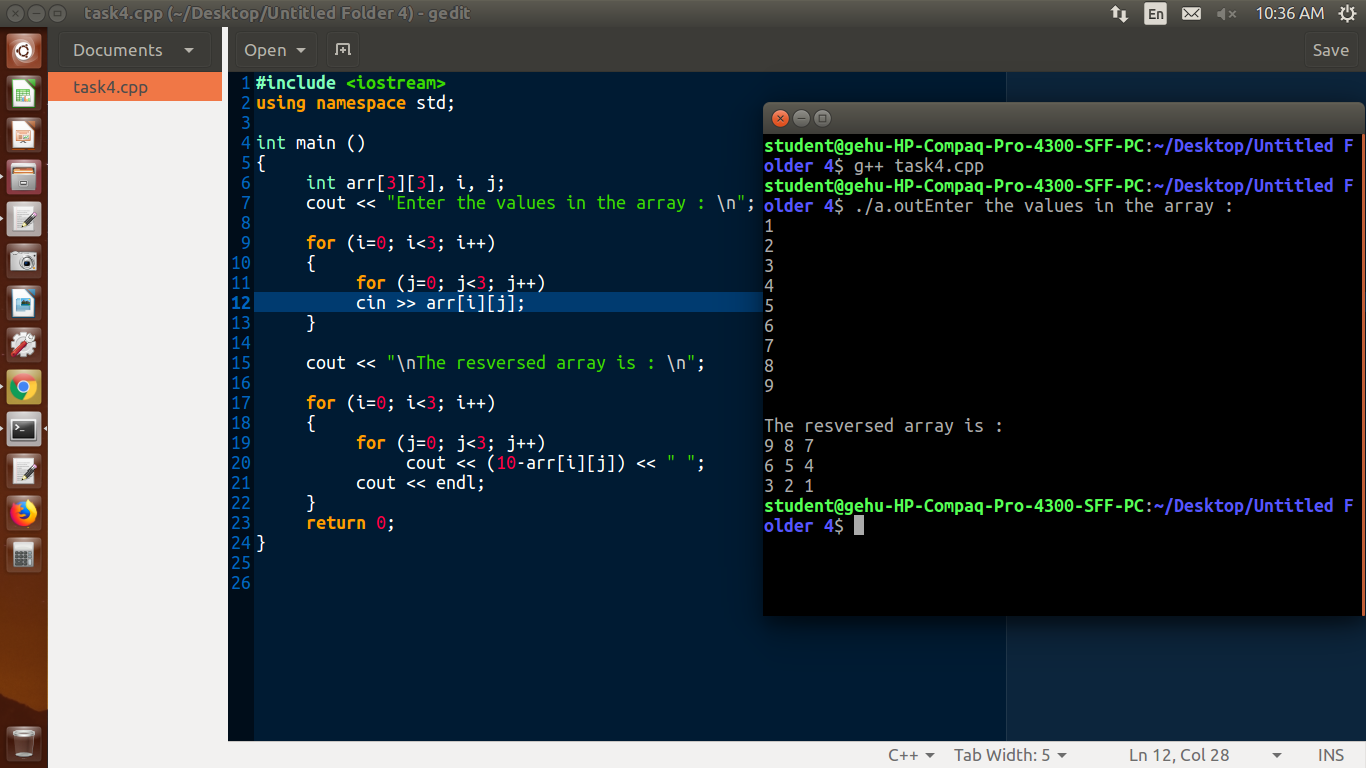 task4.cpp (~/Desktop/Untitled Folder 4) - gedit
En
10:36 AM
Documents
Open
Save
task4.cpp
1 #include <iostream>
2 using namespace std;
3
4 int main ()
5 {
6 int arr[3][3], i, j;
7 cout << "Enter the values in the array : \n";
8
9 for (i=0; i<3; i++)
10 {
11 for (j=0; j<3; j++)
12 cin >> arr[i][j];
13 }
14
15 cout << "\nThe resversed array is : \n";
16
17 for (i=0; i<3; i++)
18 {
19 for (j=0; j<3; j++)
20 cout << (10-arr[i][j]) << " ";
21 cout << endl;
22 }
23 return 0;
24 }
25
26
student@gehu-HP-Compaq-Pro-4300-SFF-PC:~/Desktop/Untitled F
older 4$ g++ task4.cpp
student@gehu-HP-Compaq-Pro-4300-SFF-PC:~/Desktop/Untitled F
older 4$ ./a.outEnter the values in the array :
1
2
3
4
5
6
7
8
9
The resversed array is :
9 8 7
6 5 4
3 2 1
student@gehu-HP-Compaq-Pro-4300-SFF-PC:~/Desktop/Untitled F
older 4$
C++
Tab Width: 5
Ln 12, Col 28
INS